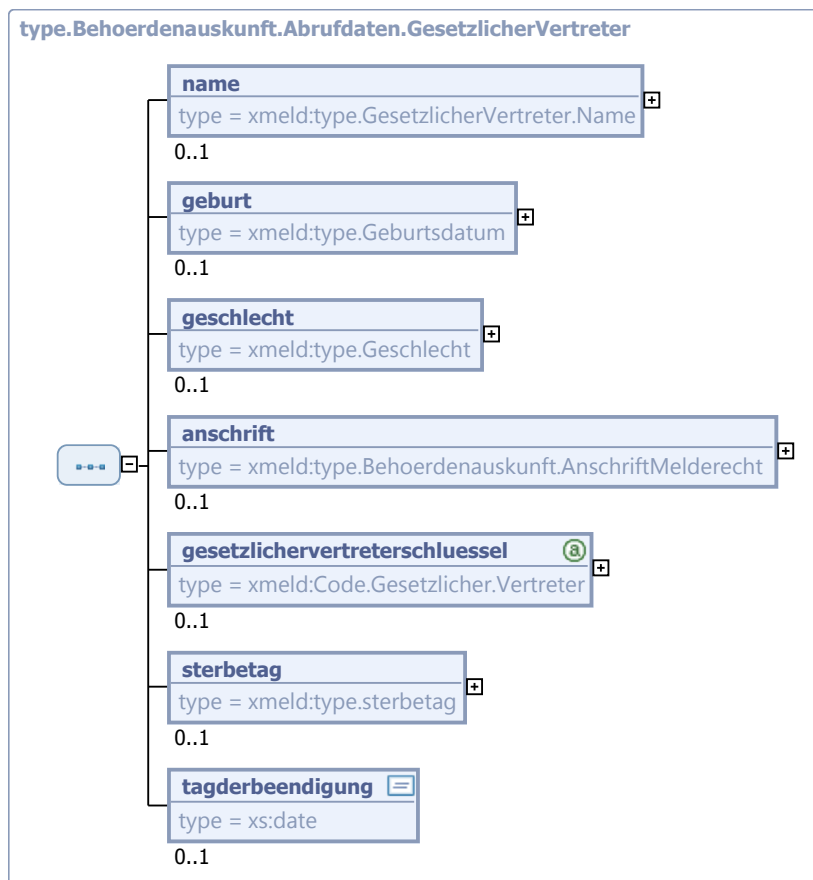 type.Behoerdenauskunft.Abrufdaten.GesetzlicherVertreter
name
type = xmeld:type.GesetzlicherVertreter.Name
0..1
geburt
type = xmeld:type.Geburtsdatum
0..1
geschlecht
type = xmeld:type.Geschlecht
0..1
anschrift
type = xmeld:type.Behoerdenauskunft.AnschriftMelderecht
0..1
gesetzlichervertreterschluessel
type = xmeld:Code.Gesetzlicher.Vertreter
0..1
sterbetag
type = xmeld:type.sterbetag
0..1
tagderbeendigung
type = xs:date
0..1